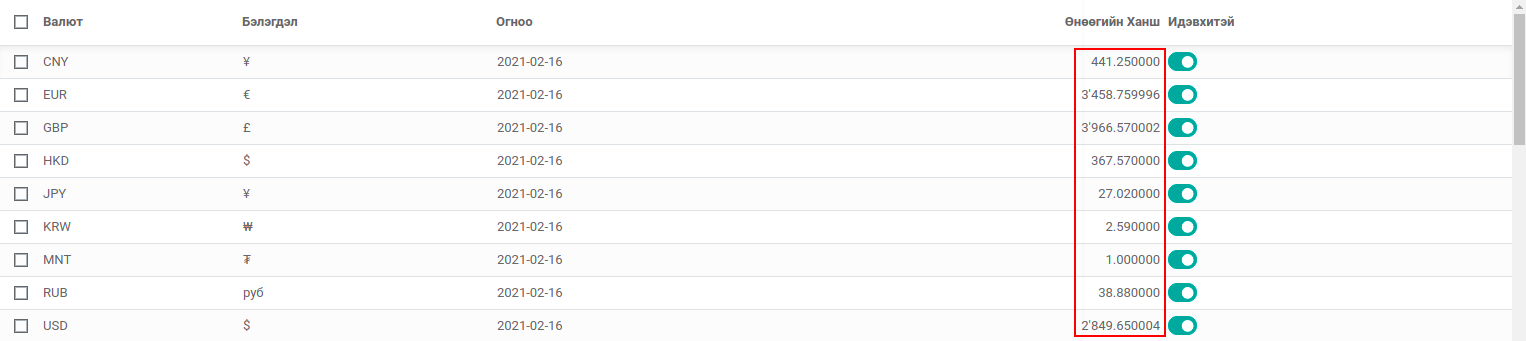 Валют Бэлэгдэл Огноо Өнөөгийн Ханш Идэвхитэй
CNY ¥ 2021-02-16 441.250000
EUR € 2021-02-16 3'458.759996
GBP £ 2021-02-16 3'966.570002
HKD $ 2021-02-16 367.570000
JPY ¥ 2021-02-16 27.020000
KRW ₩ 2021-02-16 2.590000
MNT ₮ 2021-02-16 1.000000
RUB руб 2021-02-16 38.880000
USD $ 2021-02-16 2'849.650004